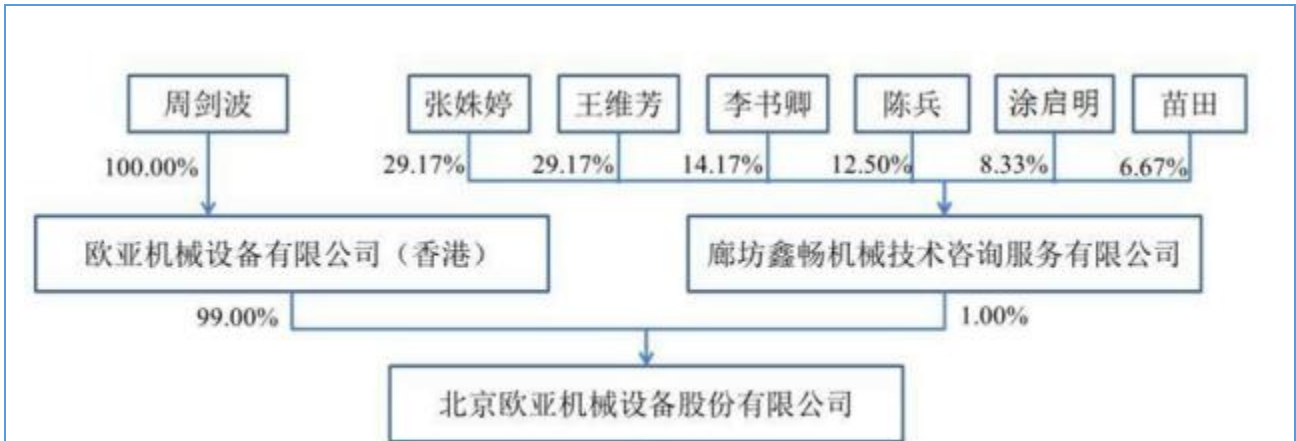 周剑波 张姝婷 王维芳 李书卿 陈兵 涂启明 苗田
100.00% 29.17% 29.17% 14.17% 12.50% 8.33% 6.67%
欧亚机械设备有限公司（香港） 廊坊鑫畅机械技术咨询服务有限公司
99.00% 1.00%
北京欧亚机械设备股份有限公司